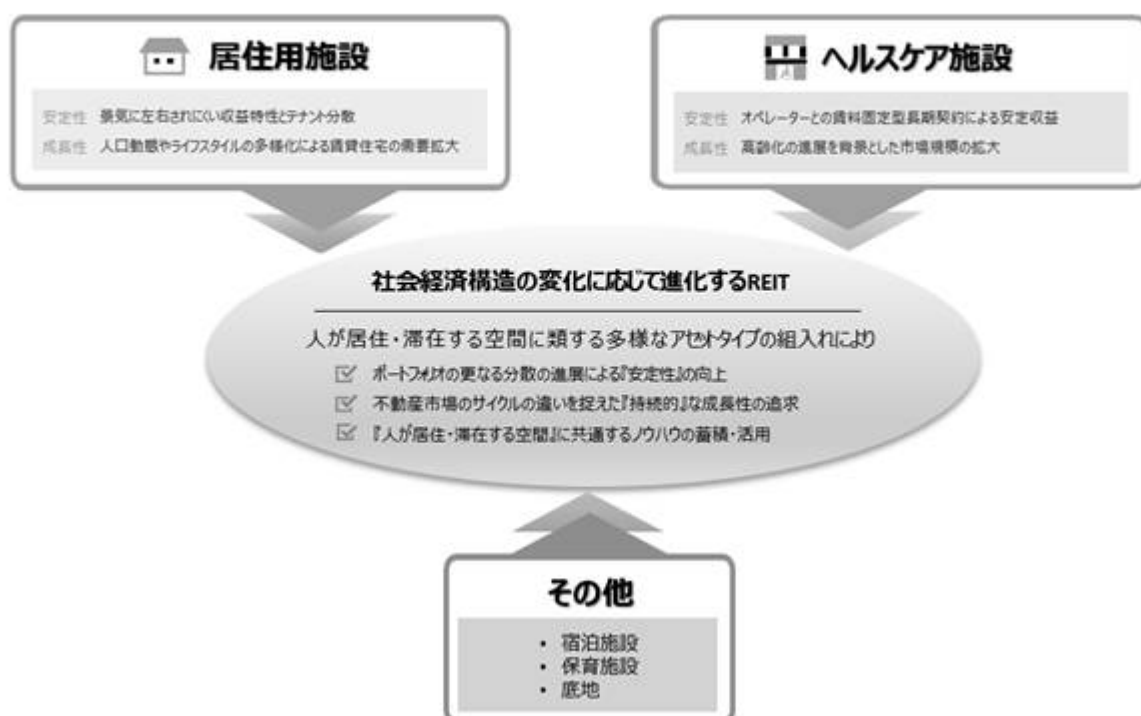 居住用施設
安定性 景気に左右されにくい収益特性とテナント分散
成長性 人口動態やライフスタイルの多様化による賃貸住宅の需要拡大
ヘルスケア施設
安定性 オペレーターとの賃料固定型長期契約による安定収益
成長性 高齢化の進展を背景とした市場規模の拡大
社会経済構造の変化に応じて進化するREIT
人が居住・滞在する空間に類する多様なアセットタイプの組入れにより
ポートフォリオの更なる分散の進展による『安定性』の向上
不動産市場のサイクルの違いを捉えた『持続的』な成長性の追求
『人が居住・滞在する空間』に共通するノウハウの蓄積・活用
その他
• 宿泊施設
• 保育施設
• 底地